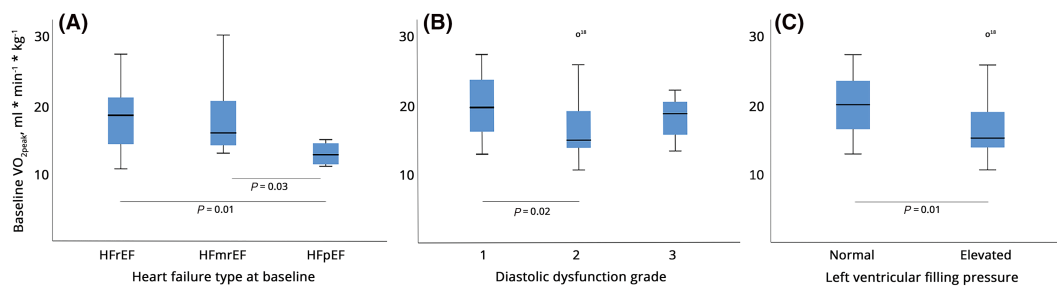 (A)
Baseline VO2peak, ml * min-1 * kg-1
30
20
10
P = 0.03
P = 0.01
HFrEF HFmrEF HFpEF
Heart failure type at baseline
(B)
30
20
10
o18
P = 0.02
1 2 3
Diastolic dysfunction grade
(C)
30
20
10
o18
P = 0.01
Normal Elevated
Left ventricular filling pressure